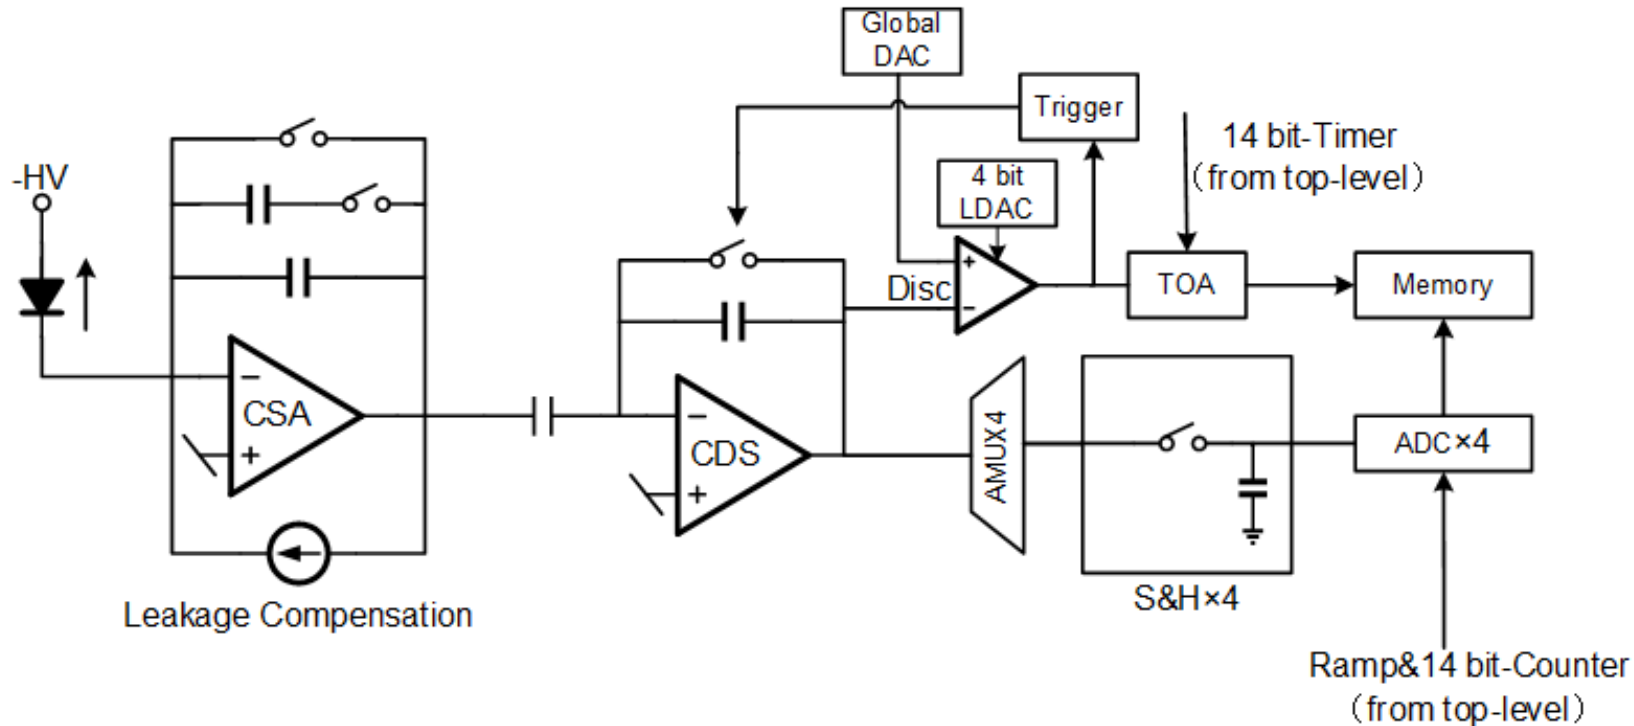 Global
DAC
Trigger
14 bit-Timer
（from top-level）
-HV
4 bit
LDAC
+
Disc
−
TOA
Memory
−
CSA
+
−
CDS
+
AMUX4
ADC×4
S&H×4
Leakage Compensation
Ramp&14 bit-Counter
（from top-level）